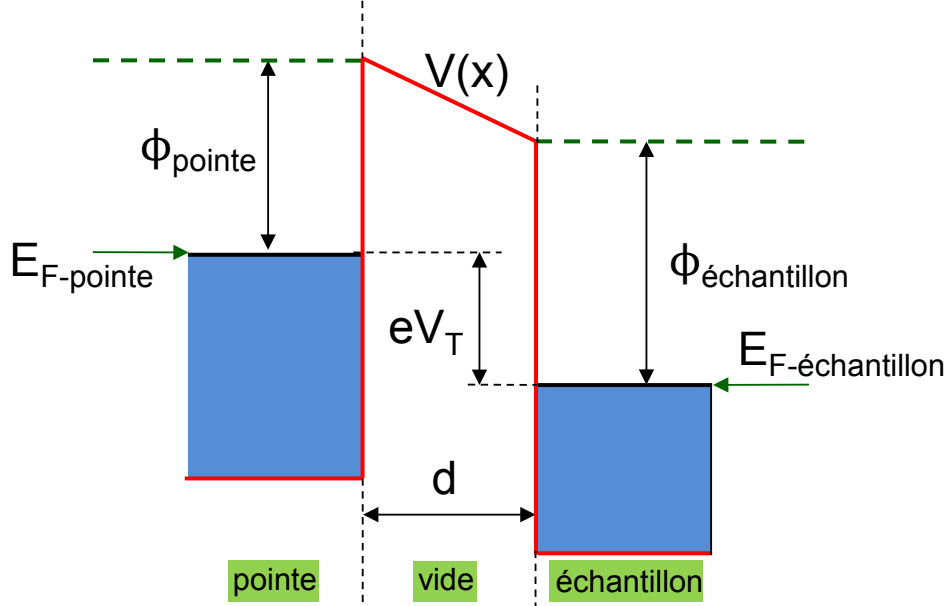 V(x)
ϕpointe
EF-pointe
ϕéchantillon
eVT
EF-échantillon
d
pointe
vide
échantillon